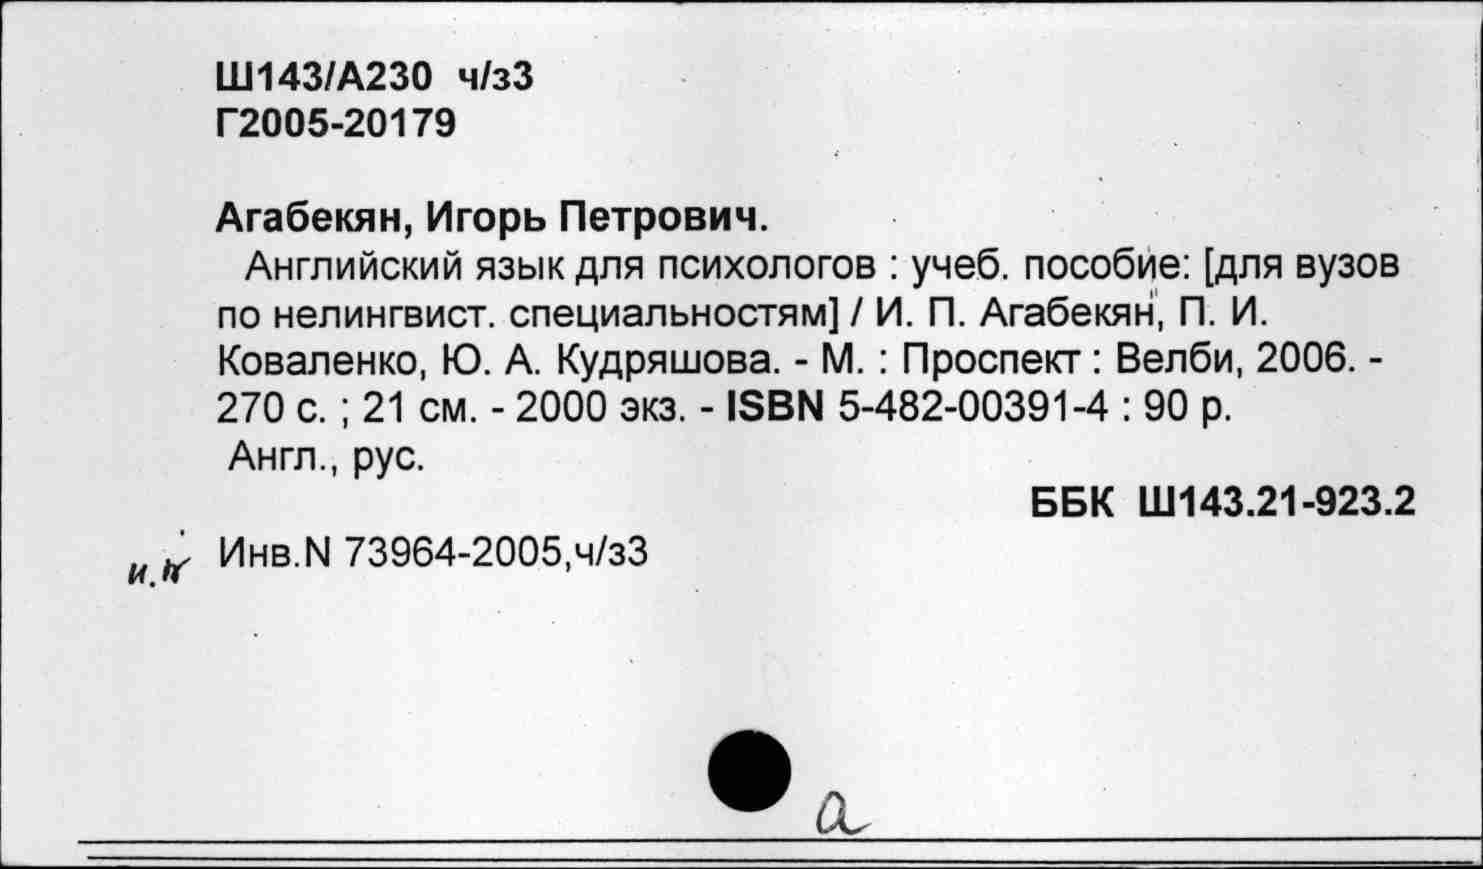 Ш143/А230 ч/з3
Г2005-20179
Агабекян, Игорь Петрович.
Английский язык для психологов : учеб. пособие: [для вузов
по нелингвист. специальностям] / И. П. Агабекян, П. И.
Коваленко, Ю. А. Кудряшова. - М. : Проспект : Велби, 2006. -
270 с. ; 21 см. - 2000 экз. - ISBN 5-482-00391-4 : 90 р.
Англ., рус.
ББК Ш143.21-923.2
Инв.N 73964-2005,ч/з3
а